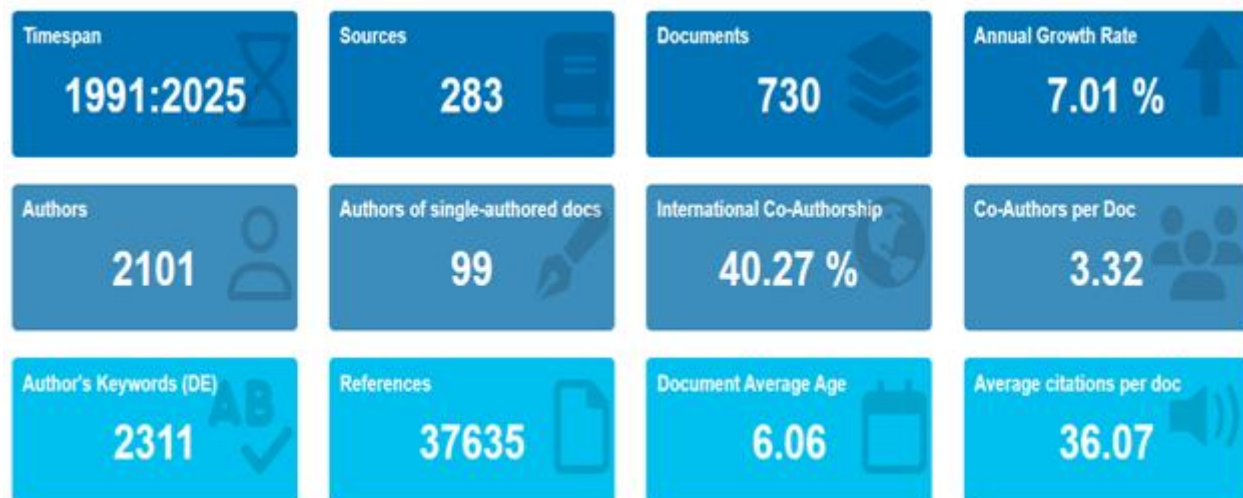 Timespan
1991:2025
Sources
283
Documents
730
Annual Growth Rate
7.01 %
Authors
2101
Authors of single-authored docs
99
International Co-Authorship
40.27 %
Co-Authors per Doc
3.32
Author's Keywords (DE)
AB
2311
References
37635
Document Average Age
6.06
Average citations per doc
36.07